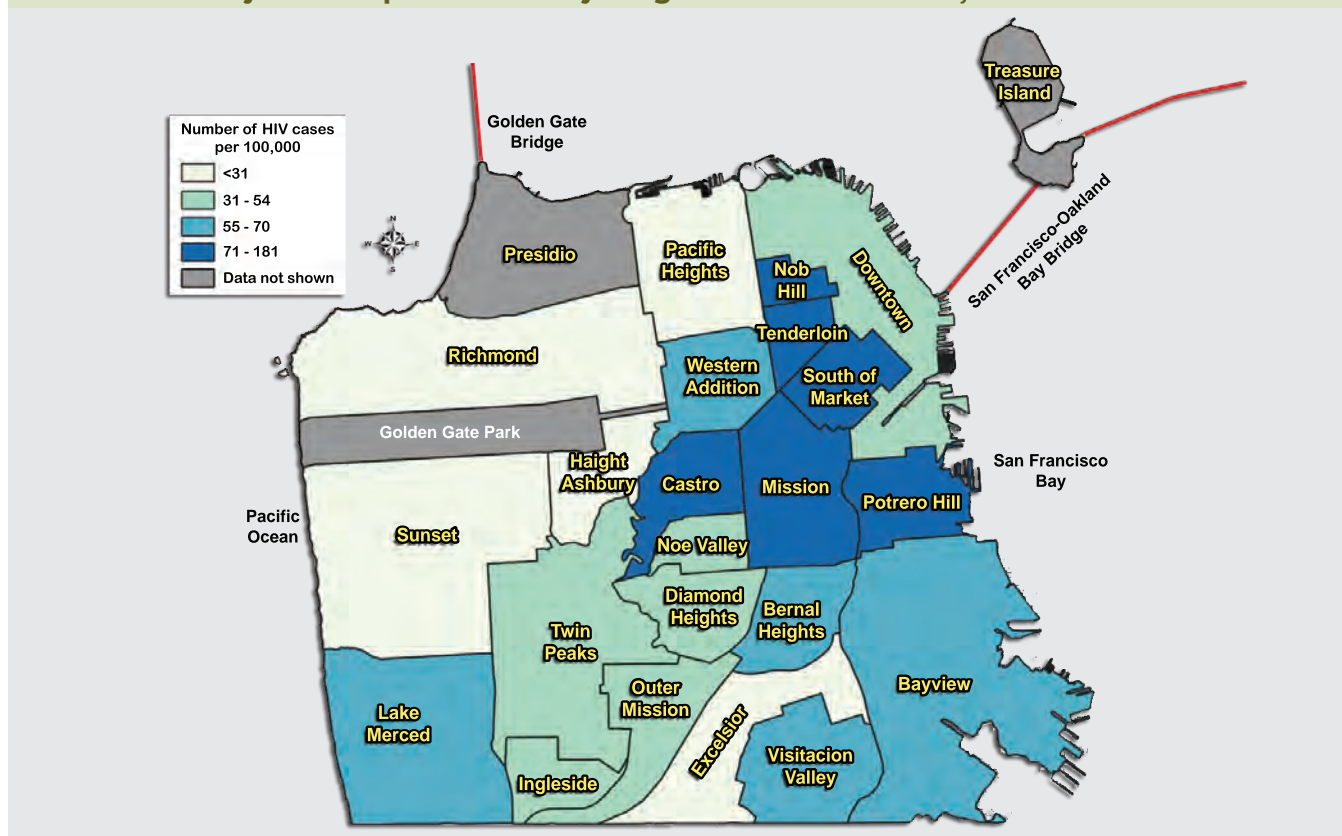 Golden Gate
Bridge
Treasure
Island
Number of HIV cases
per 100,000
<31
31 - 54
55 - 70
71 - 181
Data not shown
N
W
E
S
San Francisco-Oakland
Bay Bridge
Presidio
Pacific
Heights
Nob
Hill
Downtown
Tenderloin
Richmond
Western
Addition
South of
Market
Golden Gate Park
Haight
Ashbury
Castro
Mission
Potrero Hill
San Francisco
Bay
Pacific
Ocean
Sunset
Noe Valley
Diamond
Heights
Bernal
Heights
Twin
Peaks
Outer
Mission
Bayview
Lake
Merced
Excelsior
Visitacion
Valley
Ingleside